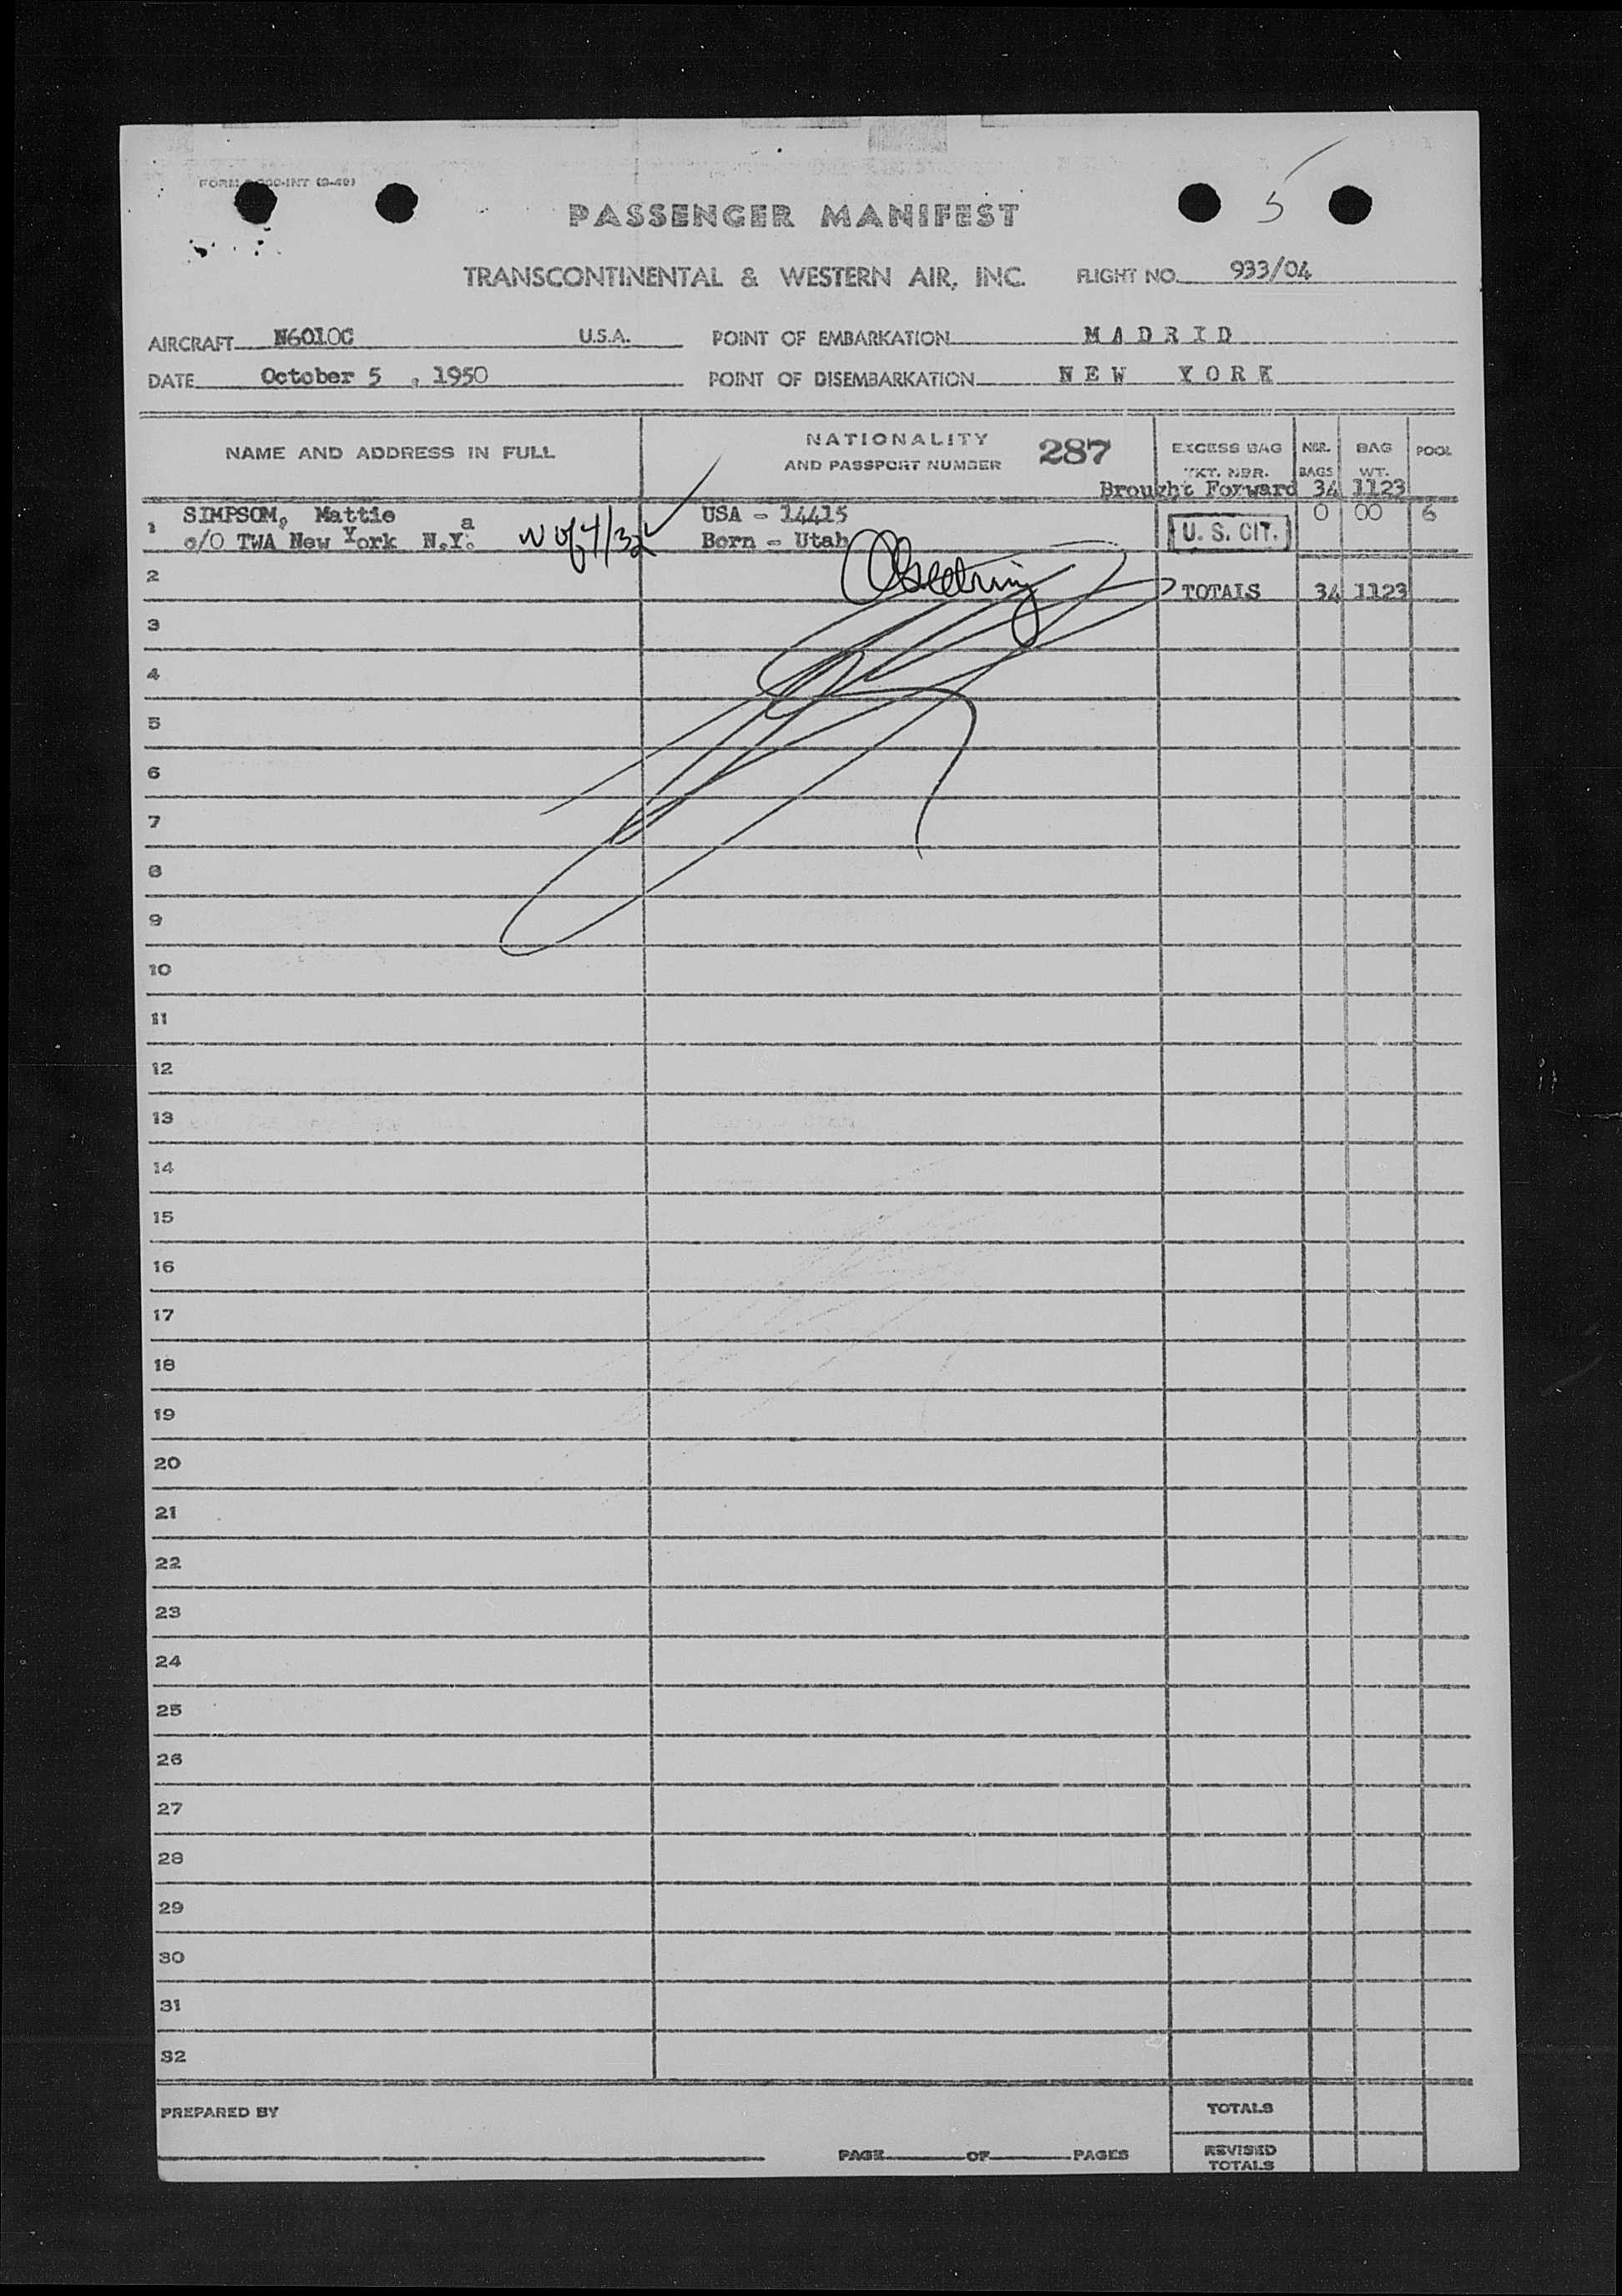 5
PASSENGER MANIFEST
TRANSCONTINENTAL & WESTERN AIR, INC. FLIGHT NO. 933/04
AIRCRAFT N6010C U.S.A. POINT OF EMBARKATION MADRID
DATE October 5, 1950 POINT OF DISEMBARKATION NEW YORK
NAME AND ADDRESS IN FULL NATIONALITY AND PASSPORT NUMBER 287 EXCESS BAG TKT. NBR. NBR. BAGS BAG WT. POOL
Brought Forward 34 1123
1 SIMPSOM, Mattie USA - 14415 0 00 6
c/O TWA New York N.Y. a Born - Utah U. S. CIT.
2 TOTALS 34 1123
3
4
5
6
7
8
9
10
11
12
13
14
15
16
17
18
19
20
21
22
23
24
25
26
27
28
29
30
31
32
PREPARED BY TOTALS
PAGE OF PAGES REVISED TOTALS